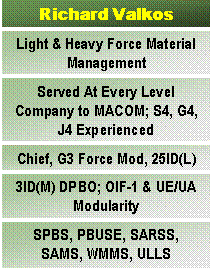 Richard Valkos
Light & Heavy Force Material
Management
Served At Every Level
Company to MACOM; S4, G4,
J4 Experienced
Chief, G3 Force Mod, 25ID(L)
3ID(M) DPBO; OIF-1 & UE/UA
Modularity
SPBS, PBUSE, SARSS,
SAMS, WMMS, ULLS